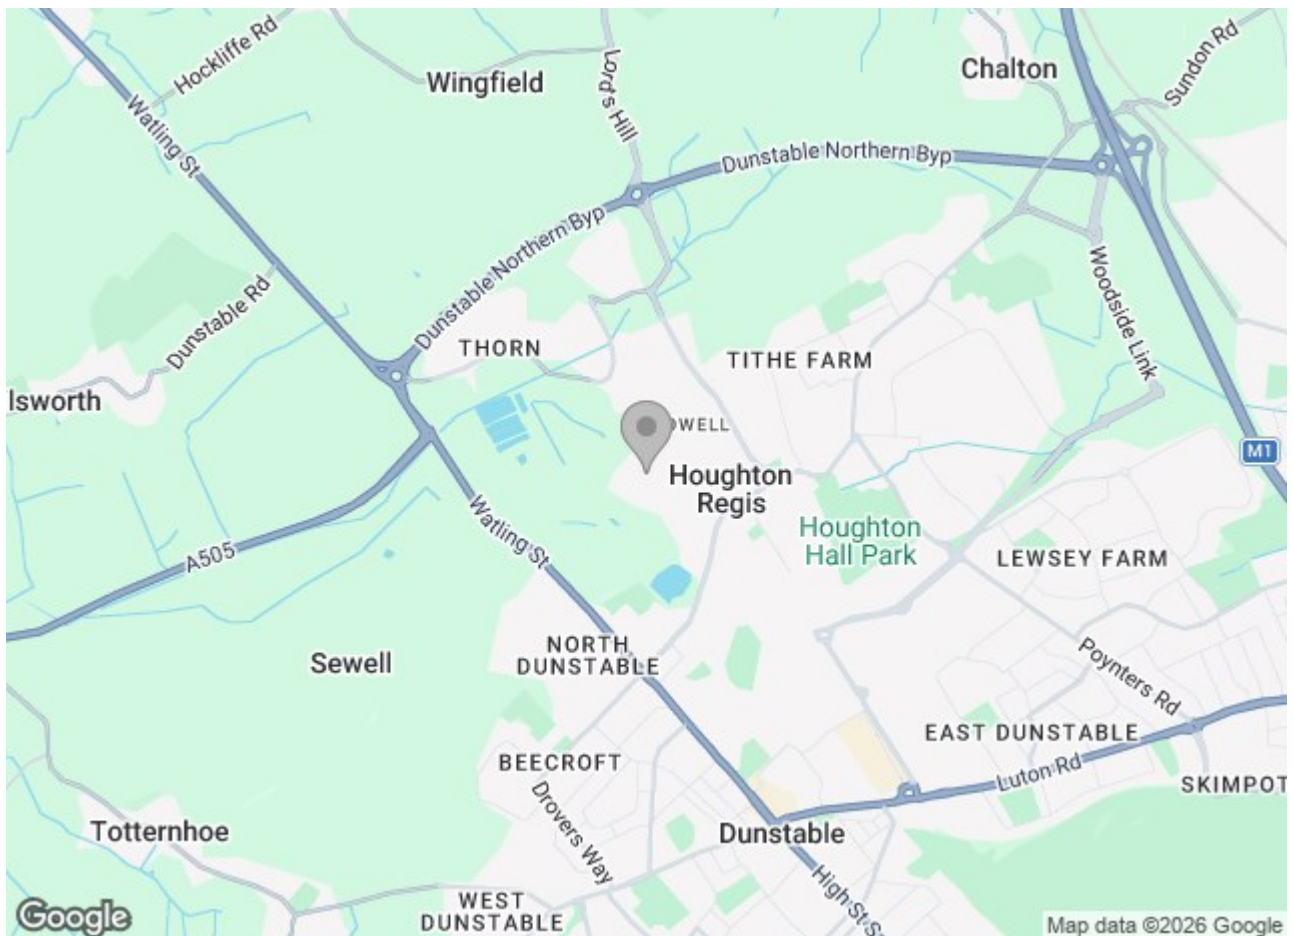 Hockliffe Rd
Wingfield
Lord's Hill
Chalton
Sundon Rd
Watling St
Dunstable Northern Byp
Dunstable Northern Byp
Woodside Link
Dunstable Rd
THORN
TITHE FARM
lsworth
OWELL
M1
Houghton
Regis
Watling St
Houghton
Hall Park
A505
LEWSEY FARM
NORTH
DUNSTABLE
Sewell
Poynters Rd
EAST DUNSTABLE
BEECROFT
Luton Rd
SKIMPOT
Drovers Way
Totternhoe
Dunstable
High St S
WEST
DUNSTABLE
Google
Map data ©2026 Google